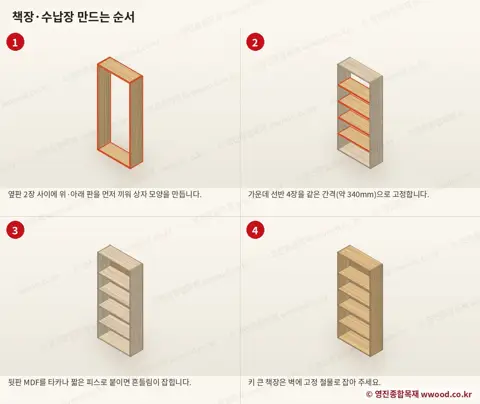 책장·수납장 만드는 순서
1
2
옆판 2장 사이에 위·아래 판을 먼저 끼워 상자 모양을 만듭니다.
가운데 선반 4장을 같은 간격(약 340mm)으로 고정합니다.
3
4
뒷판 MDF를 타카나 짧은 피스로 붙이면 흔들림이 잡힙니다.
키 큰 책장은 벽에 고정 철물로 잡아 주세요.
© 영진종합목재 wwood.co.kr